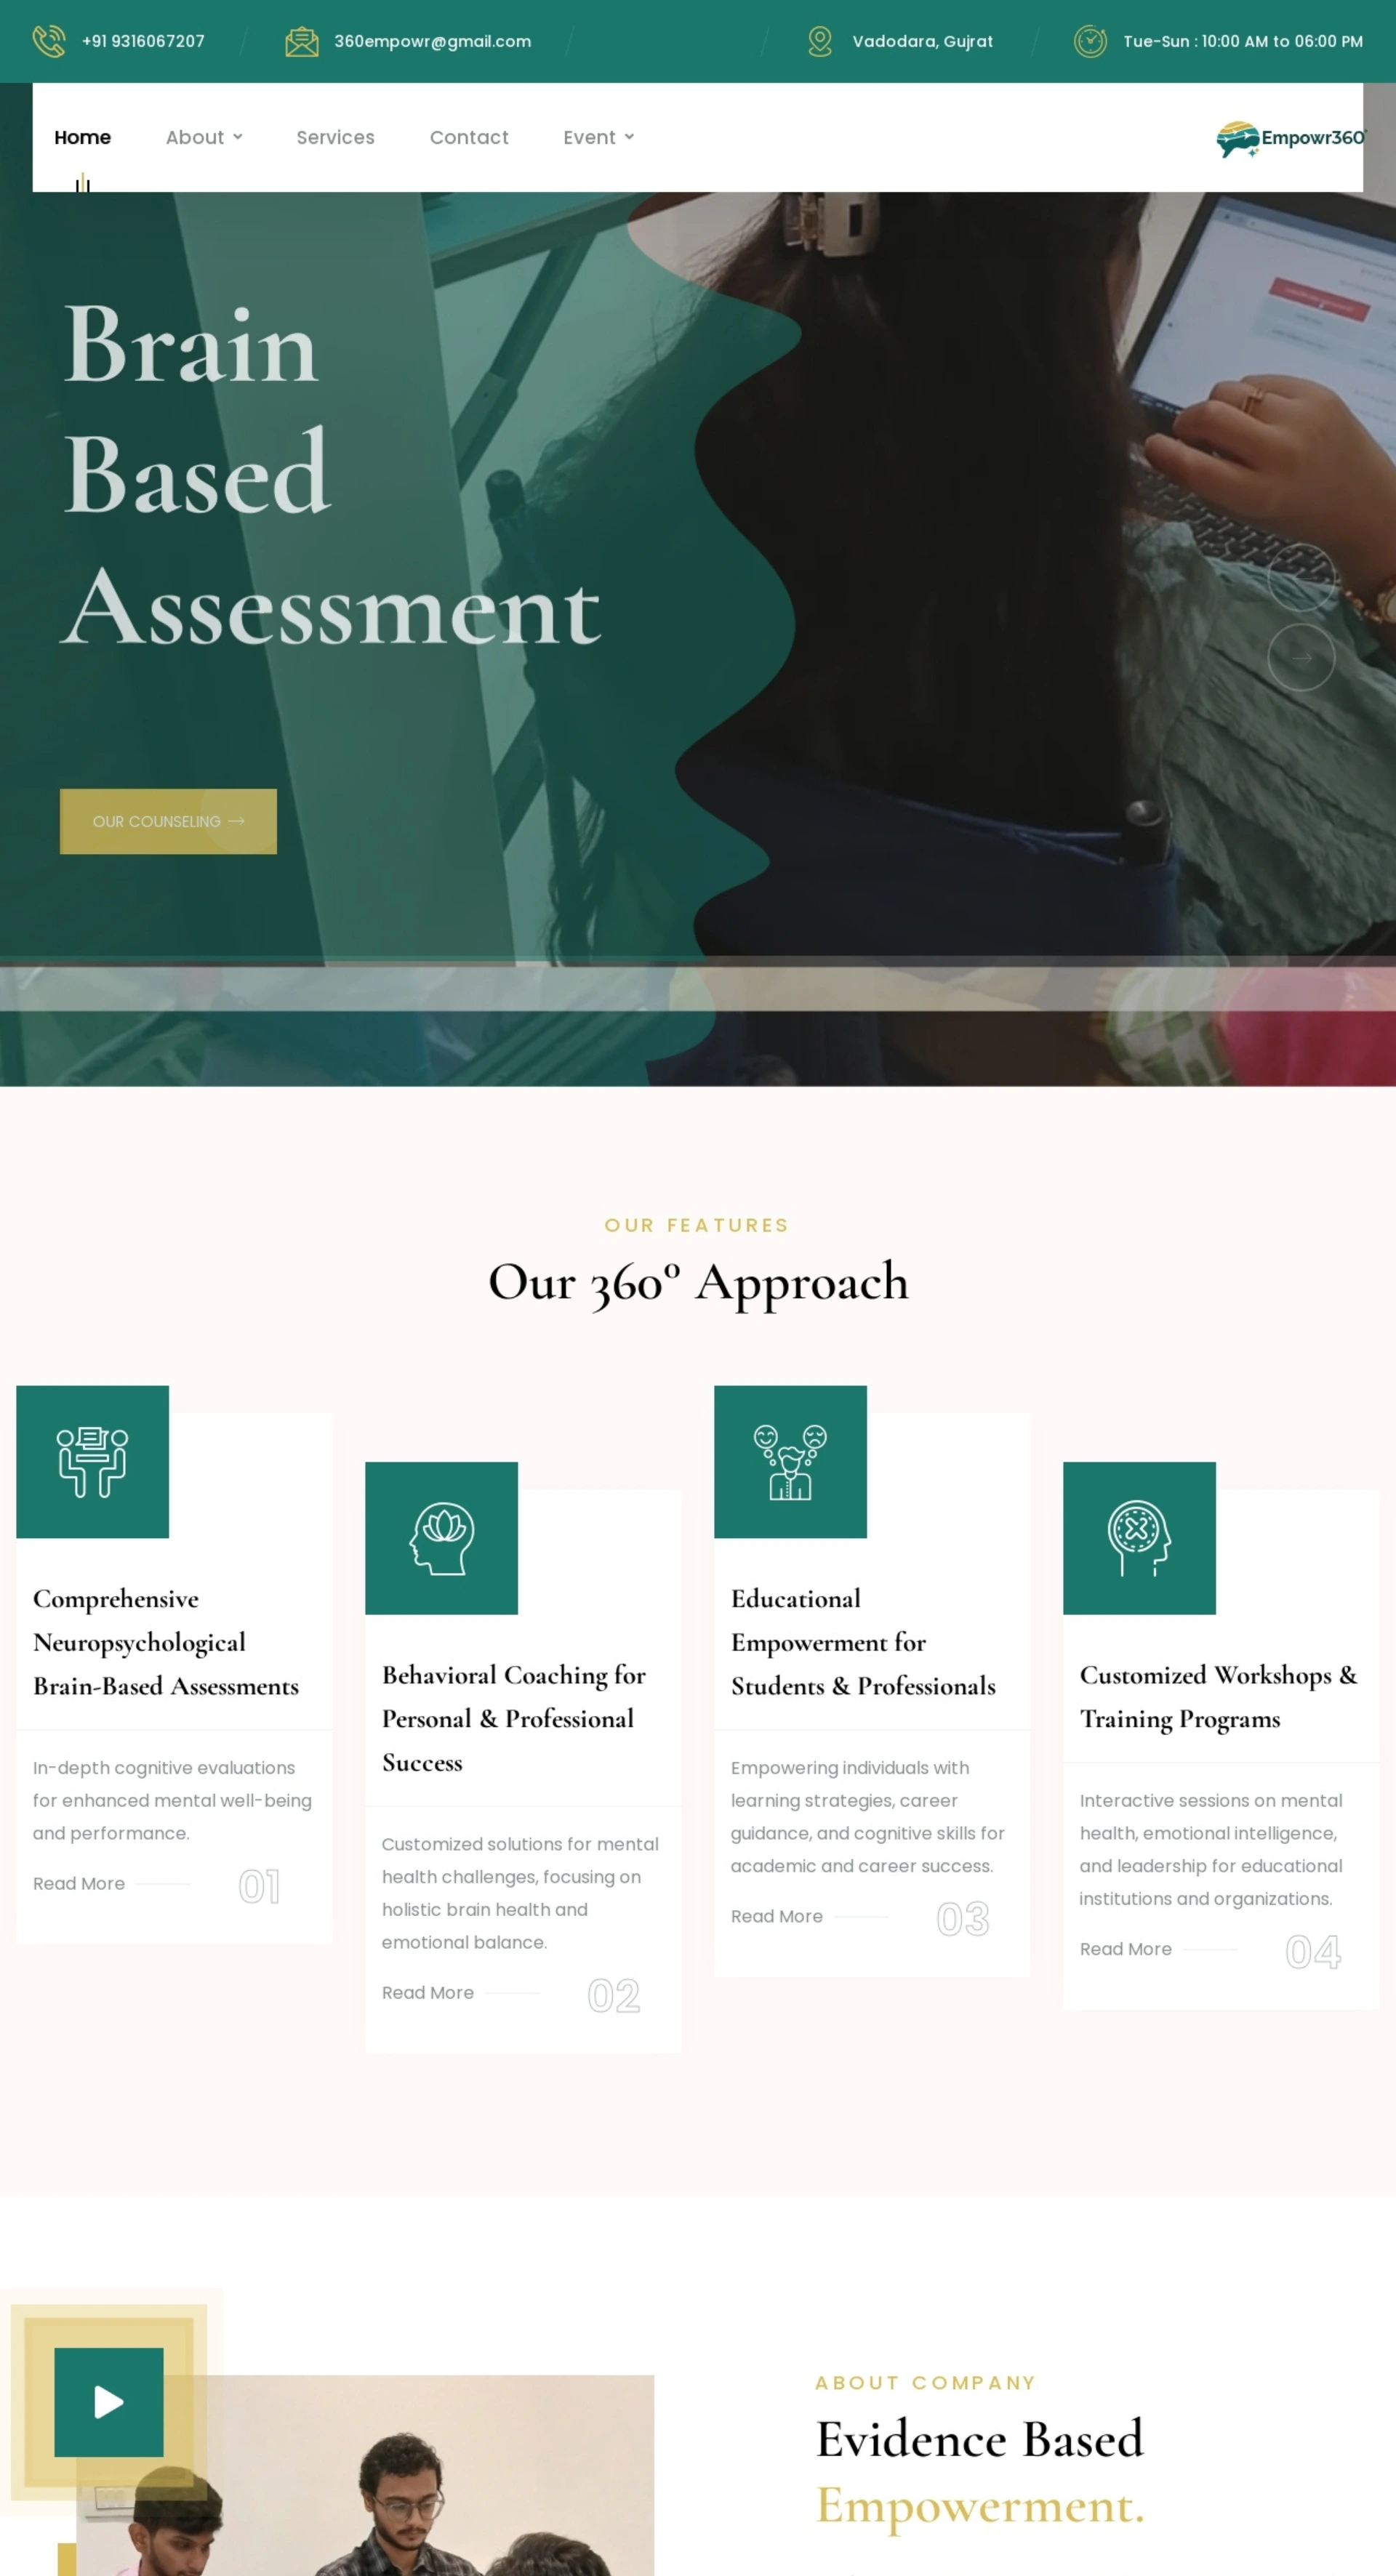 +91 9316067207
360empowr@gmail.com
Vadodara, Gujrat
Tue-Sun : 10:00 AM to 06:00 PM
Home
About
Services
Contact
Event
Empowr360°
Brain
Based
Assessment
OUR COUNSELING
OUR FEATURES
Our 360° Approach
Comprehensive
Neuropsychological
Brain-Based Assessments
In-depth cognitive evaluations
for enhanced mental well-being
and performance.
Read More
01
Behavioral Coaching for
Personal & Professional
Success
Customized solutions for mental
health challenges, focusing on
holistic brain health and
emotional balance.
Read More
02
Educational
Empowerment for
Students & Professionals
Empowering individuals with
learning strategies, career
guidance, and cognitive skills for
academic and career success.
Read More
03
Customized Workshops &
Training Programs
Interactive sessions on mental
health, emotional intelligence,
and leadership for educational
institutions and organizations.
Read More
04
ABOUT COMPANY
Evidence Based
Empowerment.